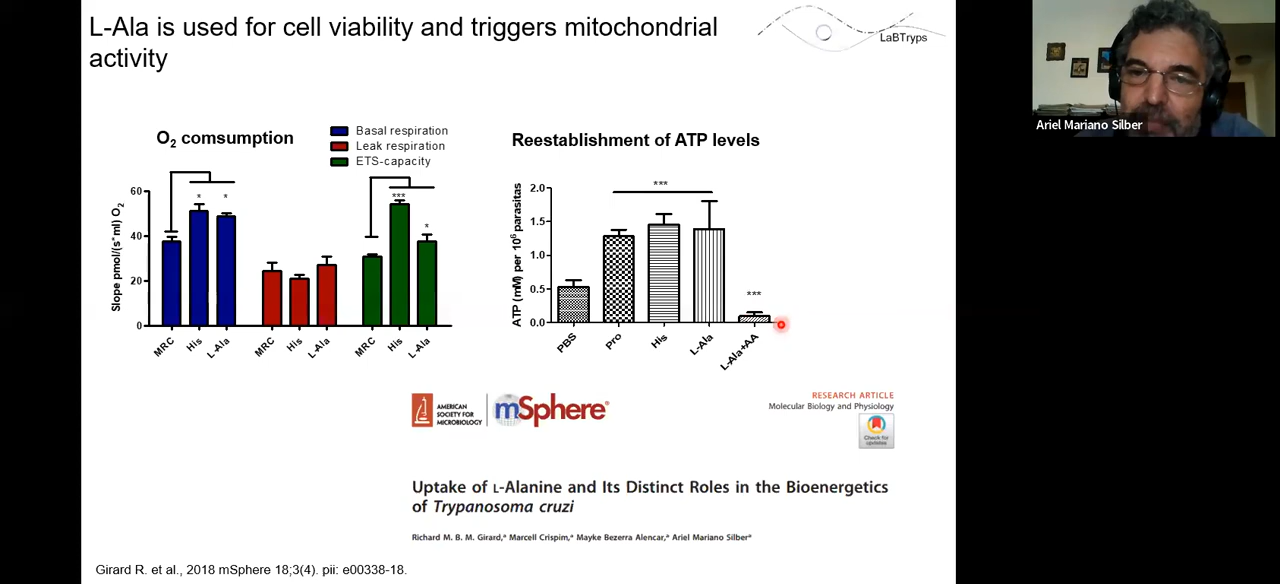 L-Ala is used for cell viability and triggers mitochondrial
activity
LaBTryps
Ariel Mariano Silber
O2 comsumption
Basal respiration
Leak respiration
ETS-capacity
Slope pmol/(s*ml) O2
60
40
20
0
* * *** *
MRC His L-Ala MRC His L-Ala MRC His L-Ala
Reestablishment of ATP levels
ATP (mM) per 10^6 parasitas
2.0
1.5
1.0
0.5
0.0
***
***
PBS Pro His L-Ala L-Ala+AA
AMERICAN
SOCIETY FOR
MICROBIOLOGY
mSphere®
RESEARCH ARTICLE
Molecular Biology and Physiology
Check for
updates
Uptake of L-Alanine and Its Distinct Roles in the Bioenergetics
of Trypanosoma cruzi
Richard M. B. M. Girard,a Marcell Crispim,a Mayke Bezerra Alencar,a Ariel Mariano Silbera
Girard R. et al., 2018 mSphere 18;3(4). pii: e00338-18.